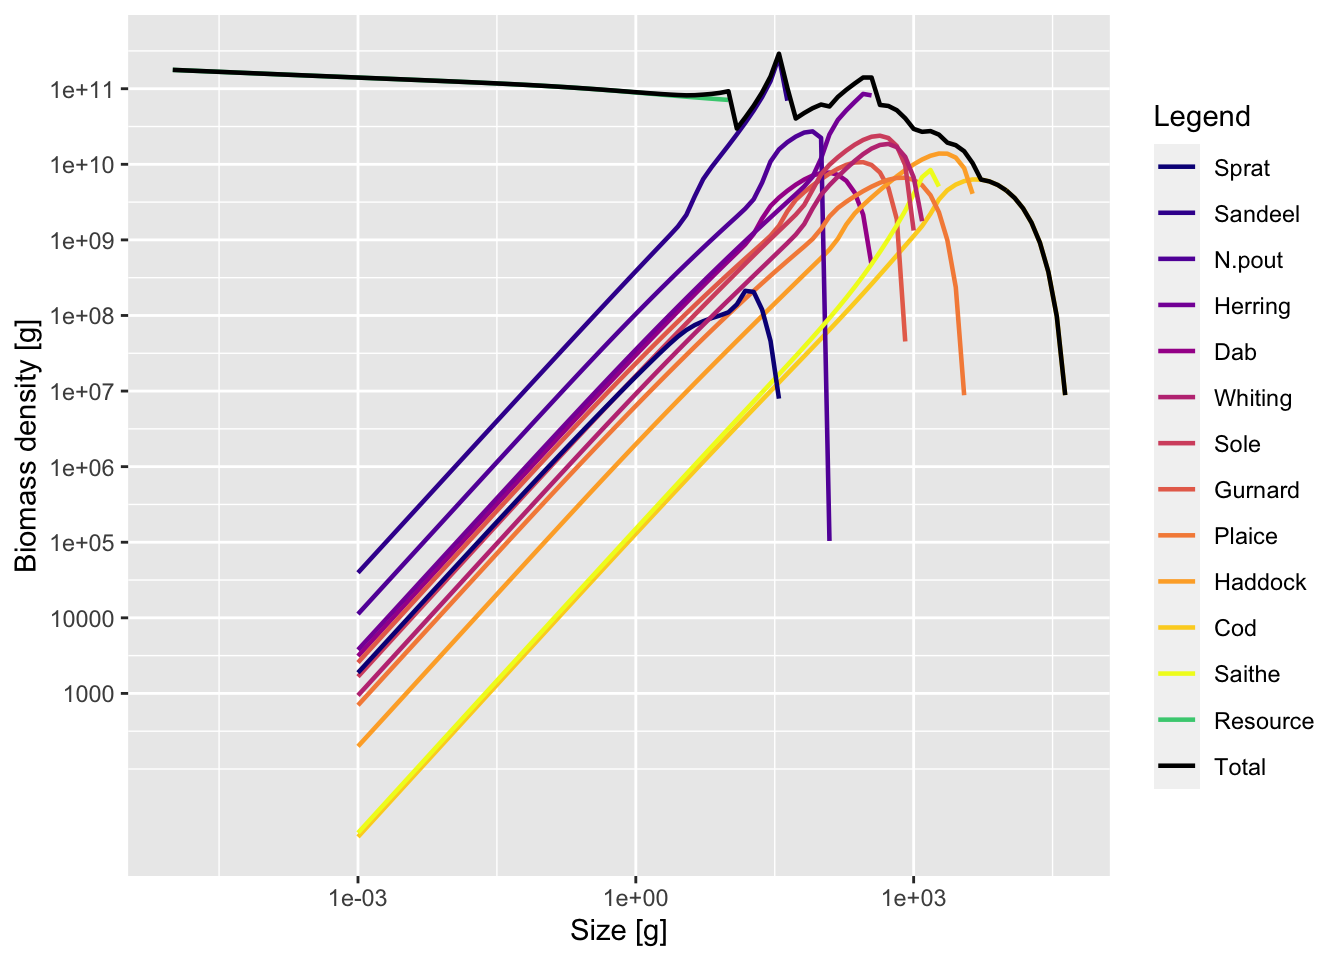 1e+11
1e+10
1e+09
1e+08
1e+07
1e+06
1e+05
10000
1000
Biomass density [g]
1e-03
1e+00
1e+03
Size [g]
Legend
Sprat
Sandeel
N.pout
Herring
Dab
Whiting
Sole
Gurnard
Plaice
Haddock
Cod
Saithe
Resource
Total